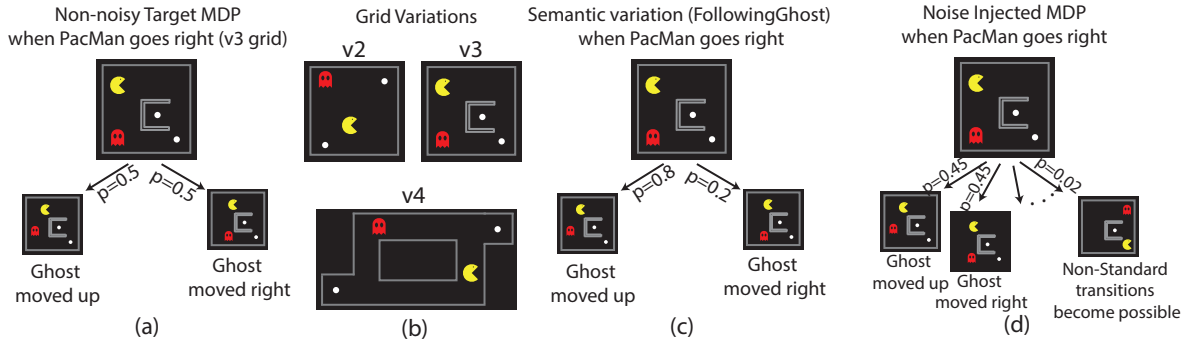 Non-noisy Target MDP
when PacMan goes right (v3 grid)
p=0.5
p=0.5
Ghost
moved up
Ghost
moved right
(a)
Grid Variations
v2
v3
v4
(b)
Semantic variation (FollowingGhost)
when PacMan goes right
p=0.8
p=0.2
Ghost
moved up
Ghost
moved right
(c)
Noise Injected MDP
when PacMan goes right
p=0.45
p=0.45
p=0.02
. . .
Ghost
moved up
Ghost
moved right
Non-Standard
transitions
become possible
(d)